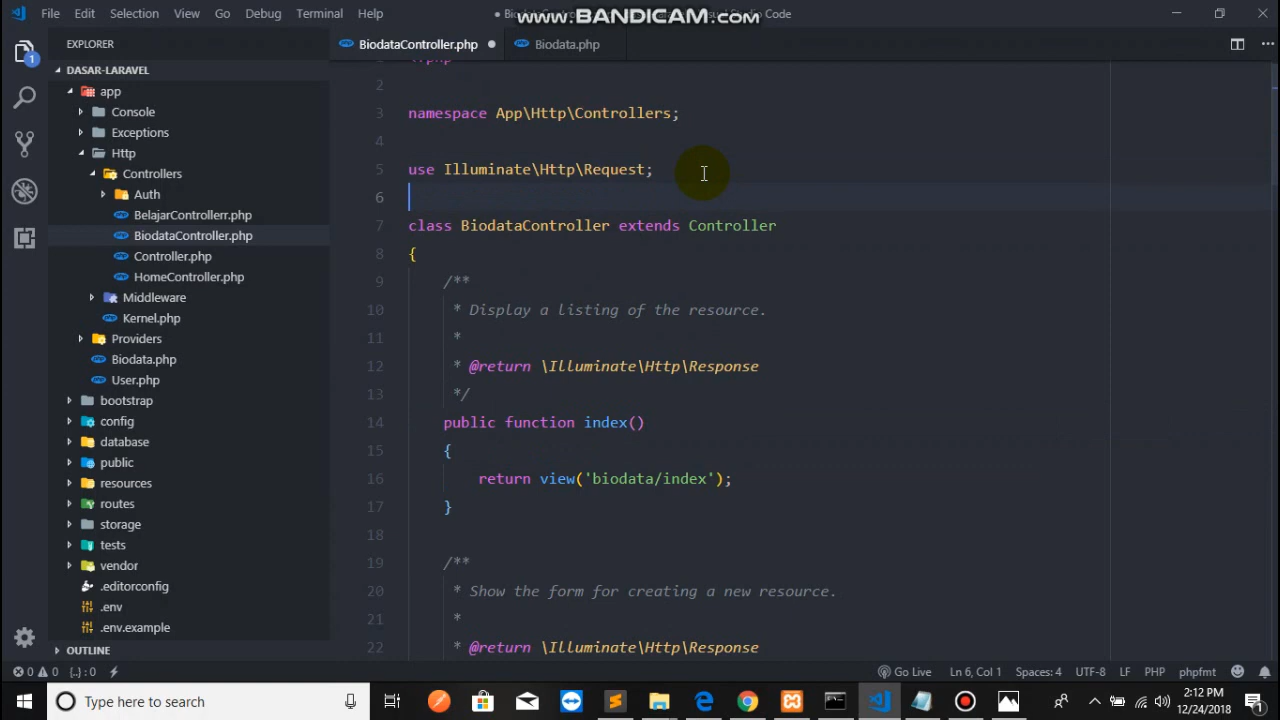 File Edit Selection View Go Debug Terminal Help
www.BANDICAM.com
EXPLORER
DASAR-LARAVEL
app
Console
Exceptions
Http
Controllers
Auth
BelajarControllerr.php
BiodataController.php
Controller.php
HomeController.php
Middleware
Kernel.php
Providers
Biodata.php
User.php
bootstrap
config
database
public
resources
routes
storage
tests
vendor
.editorconfig
.env
.env.example
OUTLINE
BiodataController.php Biodata.php
1 <?php
2
3 namespace App\Http\Controllers;
4
5 use Illuminate\Http\Request;
6
7 class BiodataController extends Controller
8 {
9 /**
10 * Display a listing of the resource.
11 *
12 * @return \Illuminate\Http\Response
13 */
14 public function index()
15 {
16 return view('biodata/index');
17 }
18
19 /**
20 * Show the form for creating a new resource.
21 *
22 * @return \Illuminate\Http\Response
0 0 {..} : 0 Go Live Ln 6, Col 1 Spaces: 4 UTF-8 LF PHP phpfmt
Type here to search
2:12 PM
12/24/2018